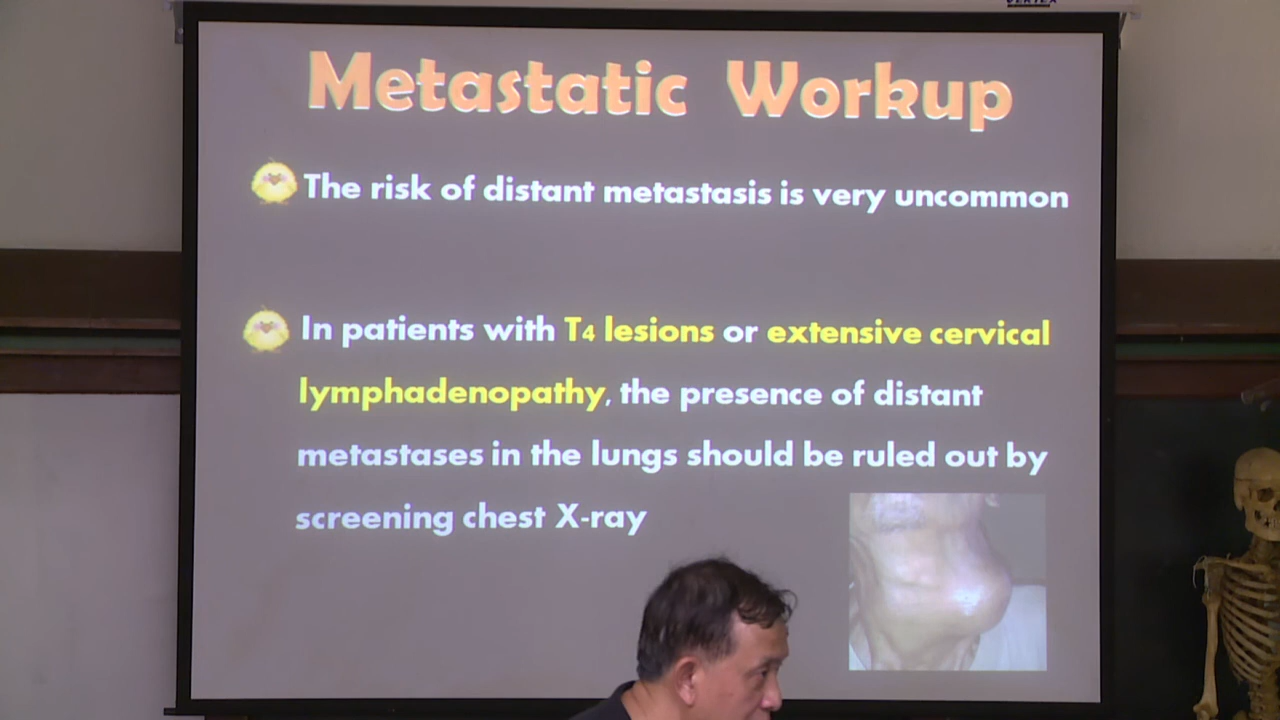 VERTEX
Metastatic Workup
The risk of distant metastasis is very uncommon
In patients with T4 lesions or extensive cervical
lymphadenopathy, the presence of distant
metastases in the lungs should be ruled out by
screening chest X-ray